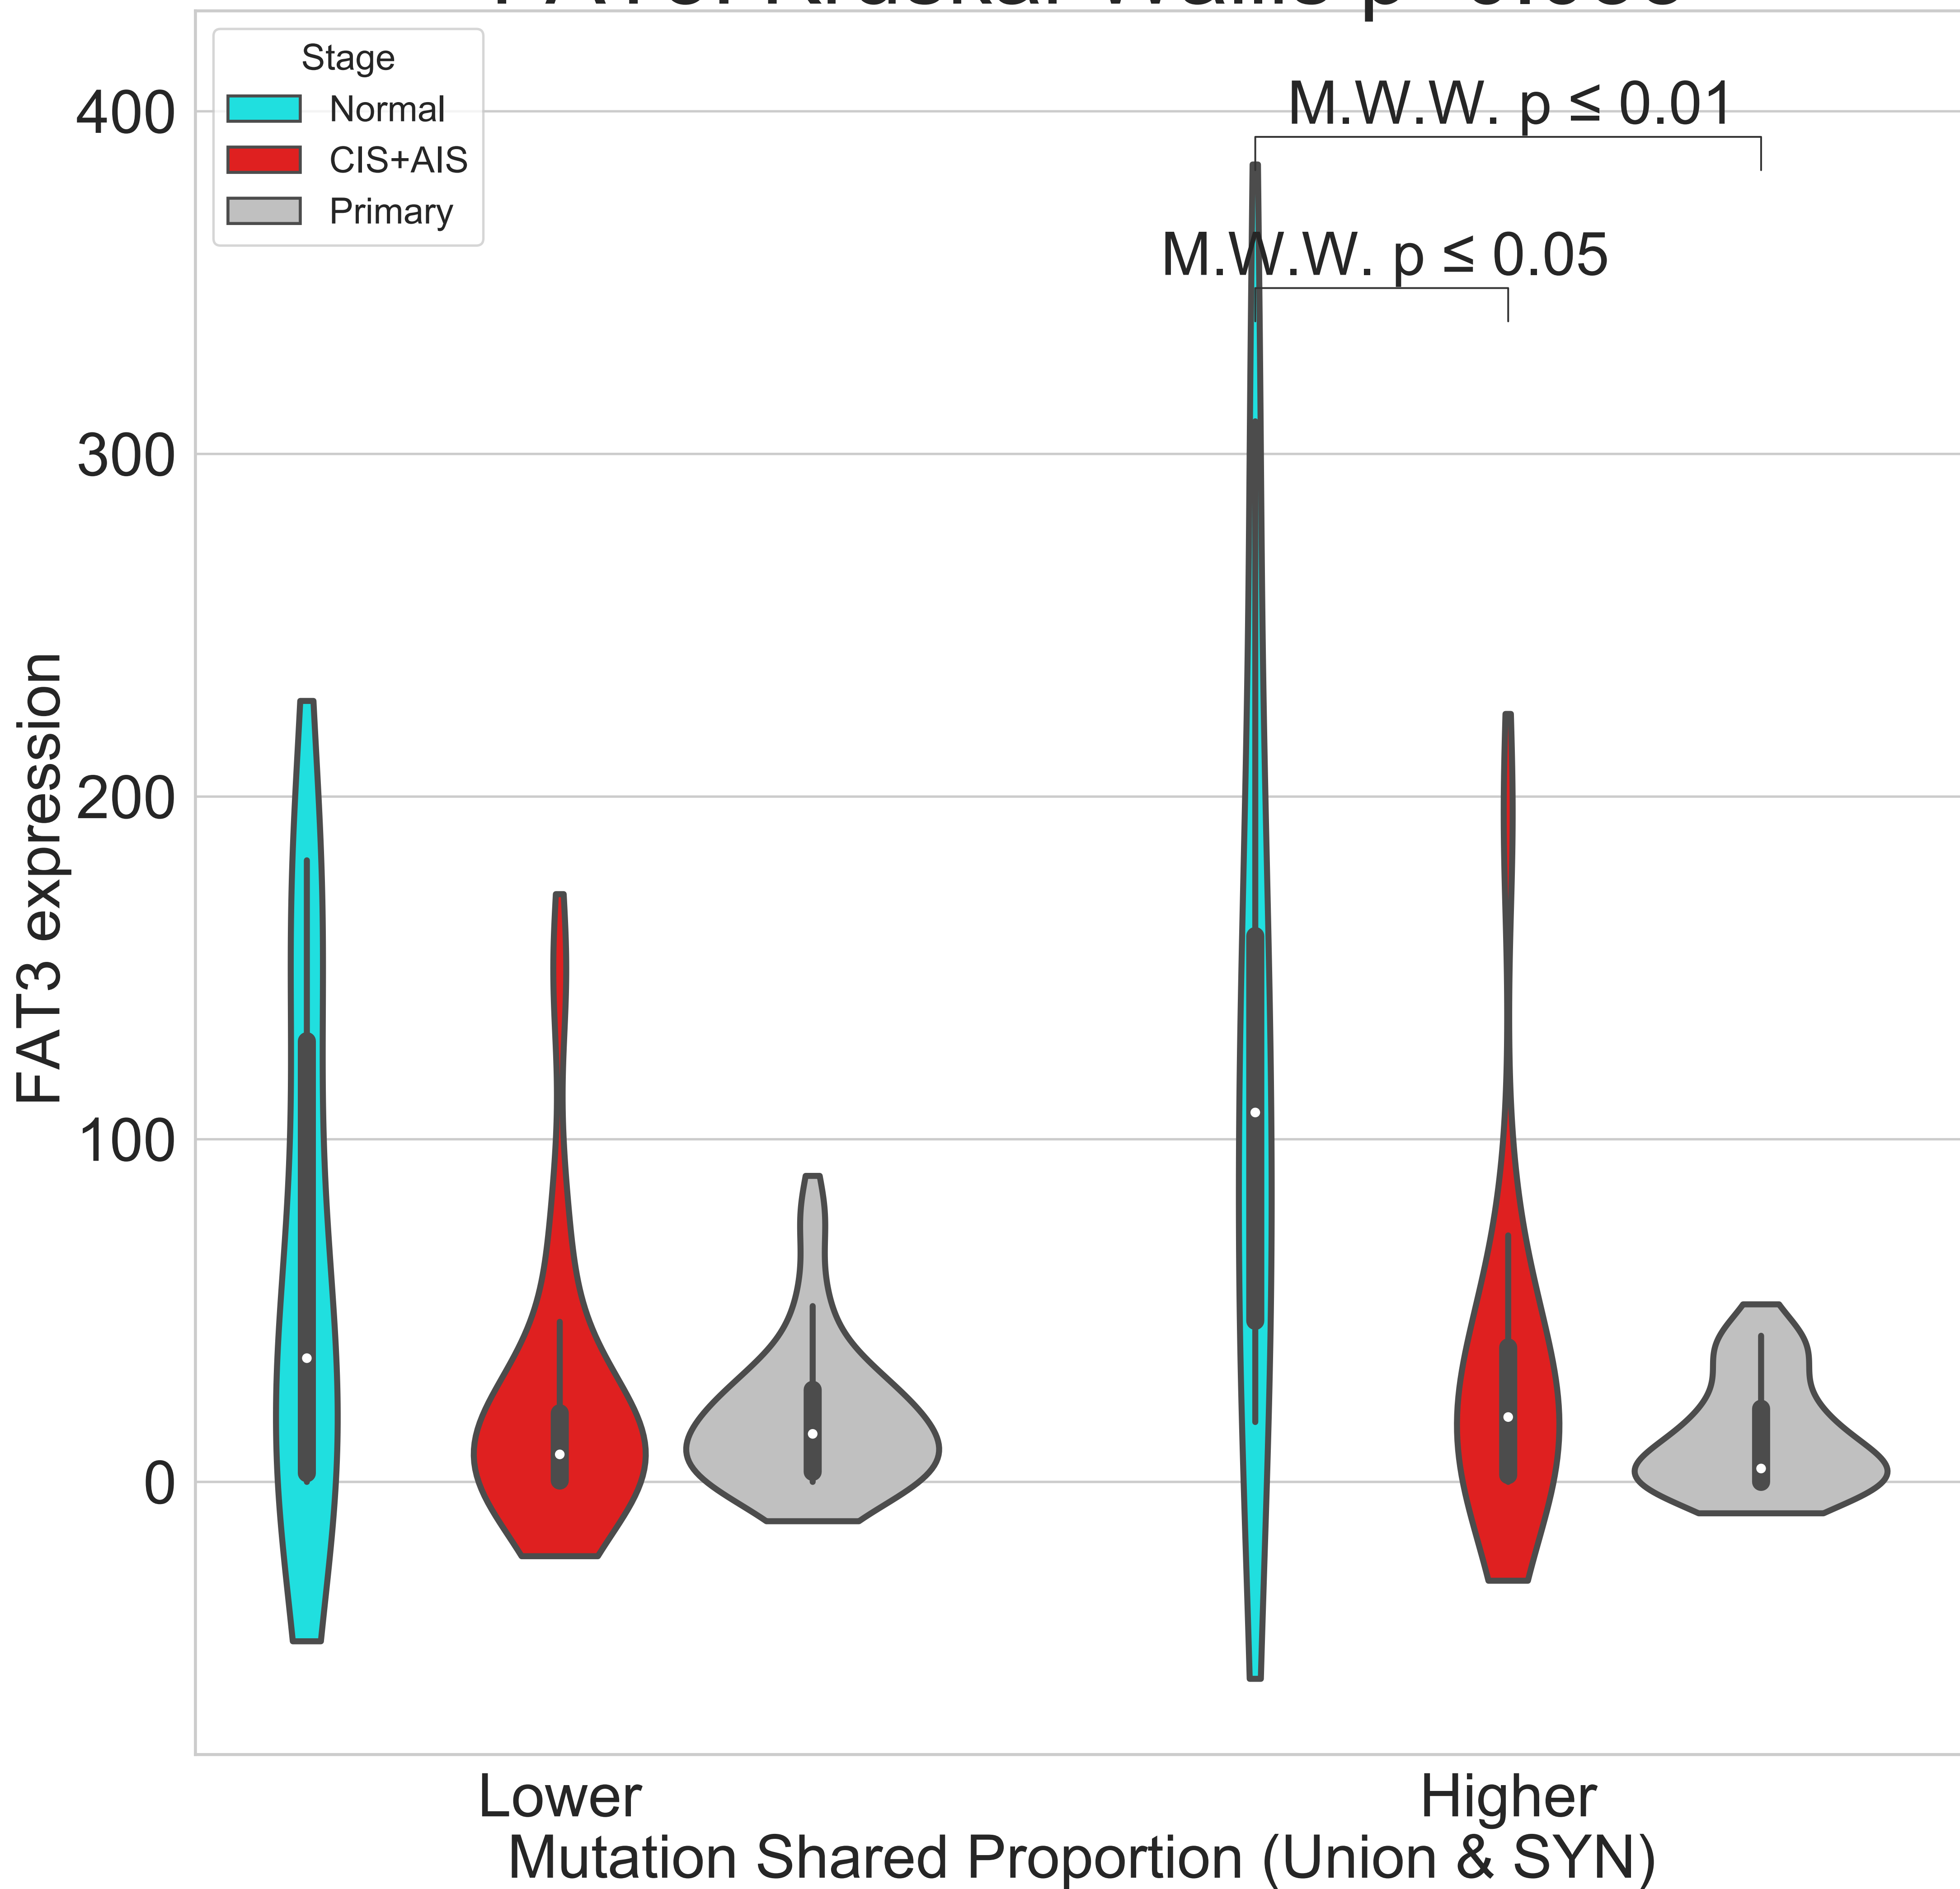 Stage
Normal
CIS+AIS
Primary
M.W.W. p ≤ 0.01
M.W.W. p ≤ 0.05
400
300
200
100
0
FAT3 expression
Lower
Higher
Mutation Shared Proportion (Union & SYN)